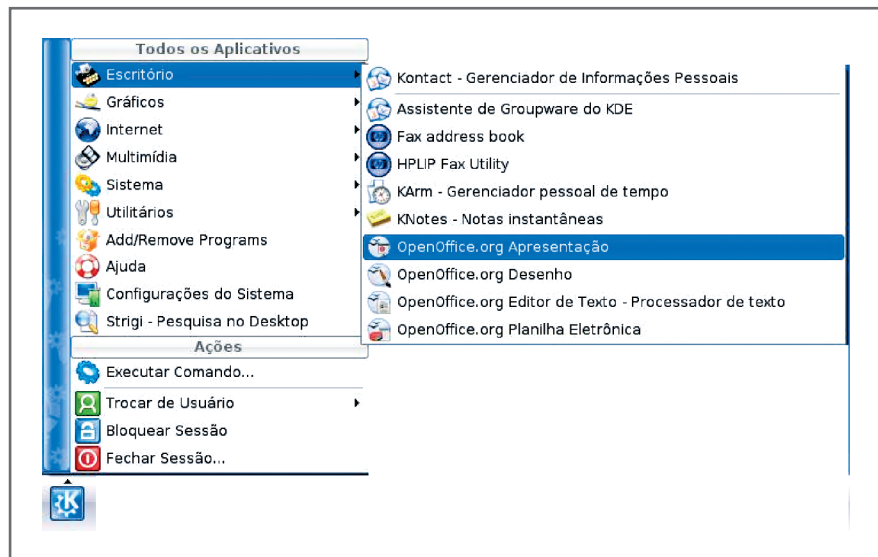 Todos os Aplicativos
Escritório
Gráficos
Internet
Multimídia
Sistema
Utilitários
Add/Remove Programs
Ajuda
Configurações do Sistema
Strigi - Pesquisa no Desktop
Ações
Executar Comando...
Trocar de Usuário
Bloquear Sessão
Fechar Sessão...
Kontact - Gerenciador de Informações Pessoais
Assistente de Groupware do KDE
Fax address book
HPLIP Fax Utility
KArm - Gerenciador pessoal de tempo
KNotes - Notas instantâneas
OpenOffice.org Apresentação
OpenOffice.org Desenho
OpenOffice.org Editor de Texto - Processador de texto
OpenOffice.org Planilha Eletrônica